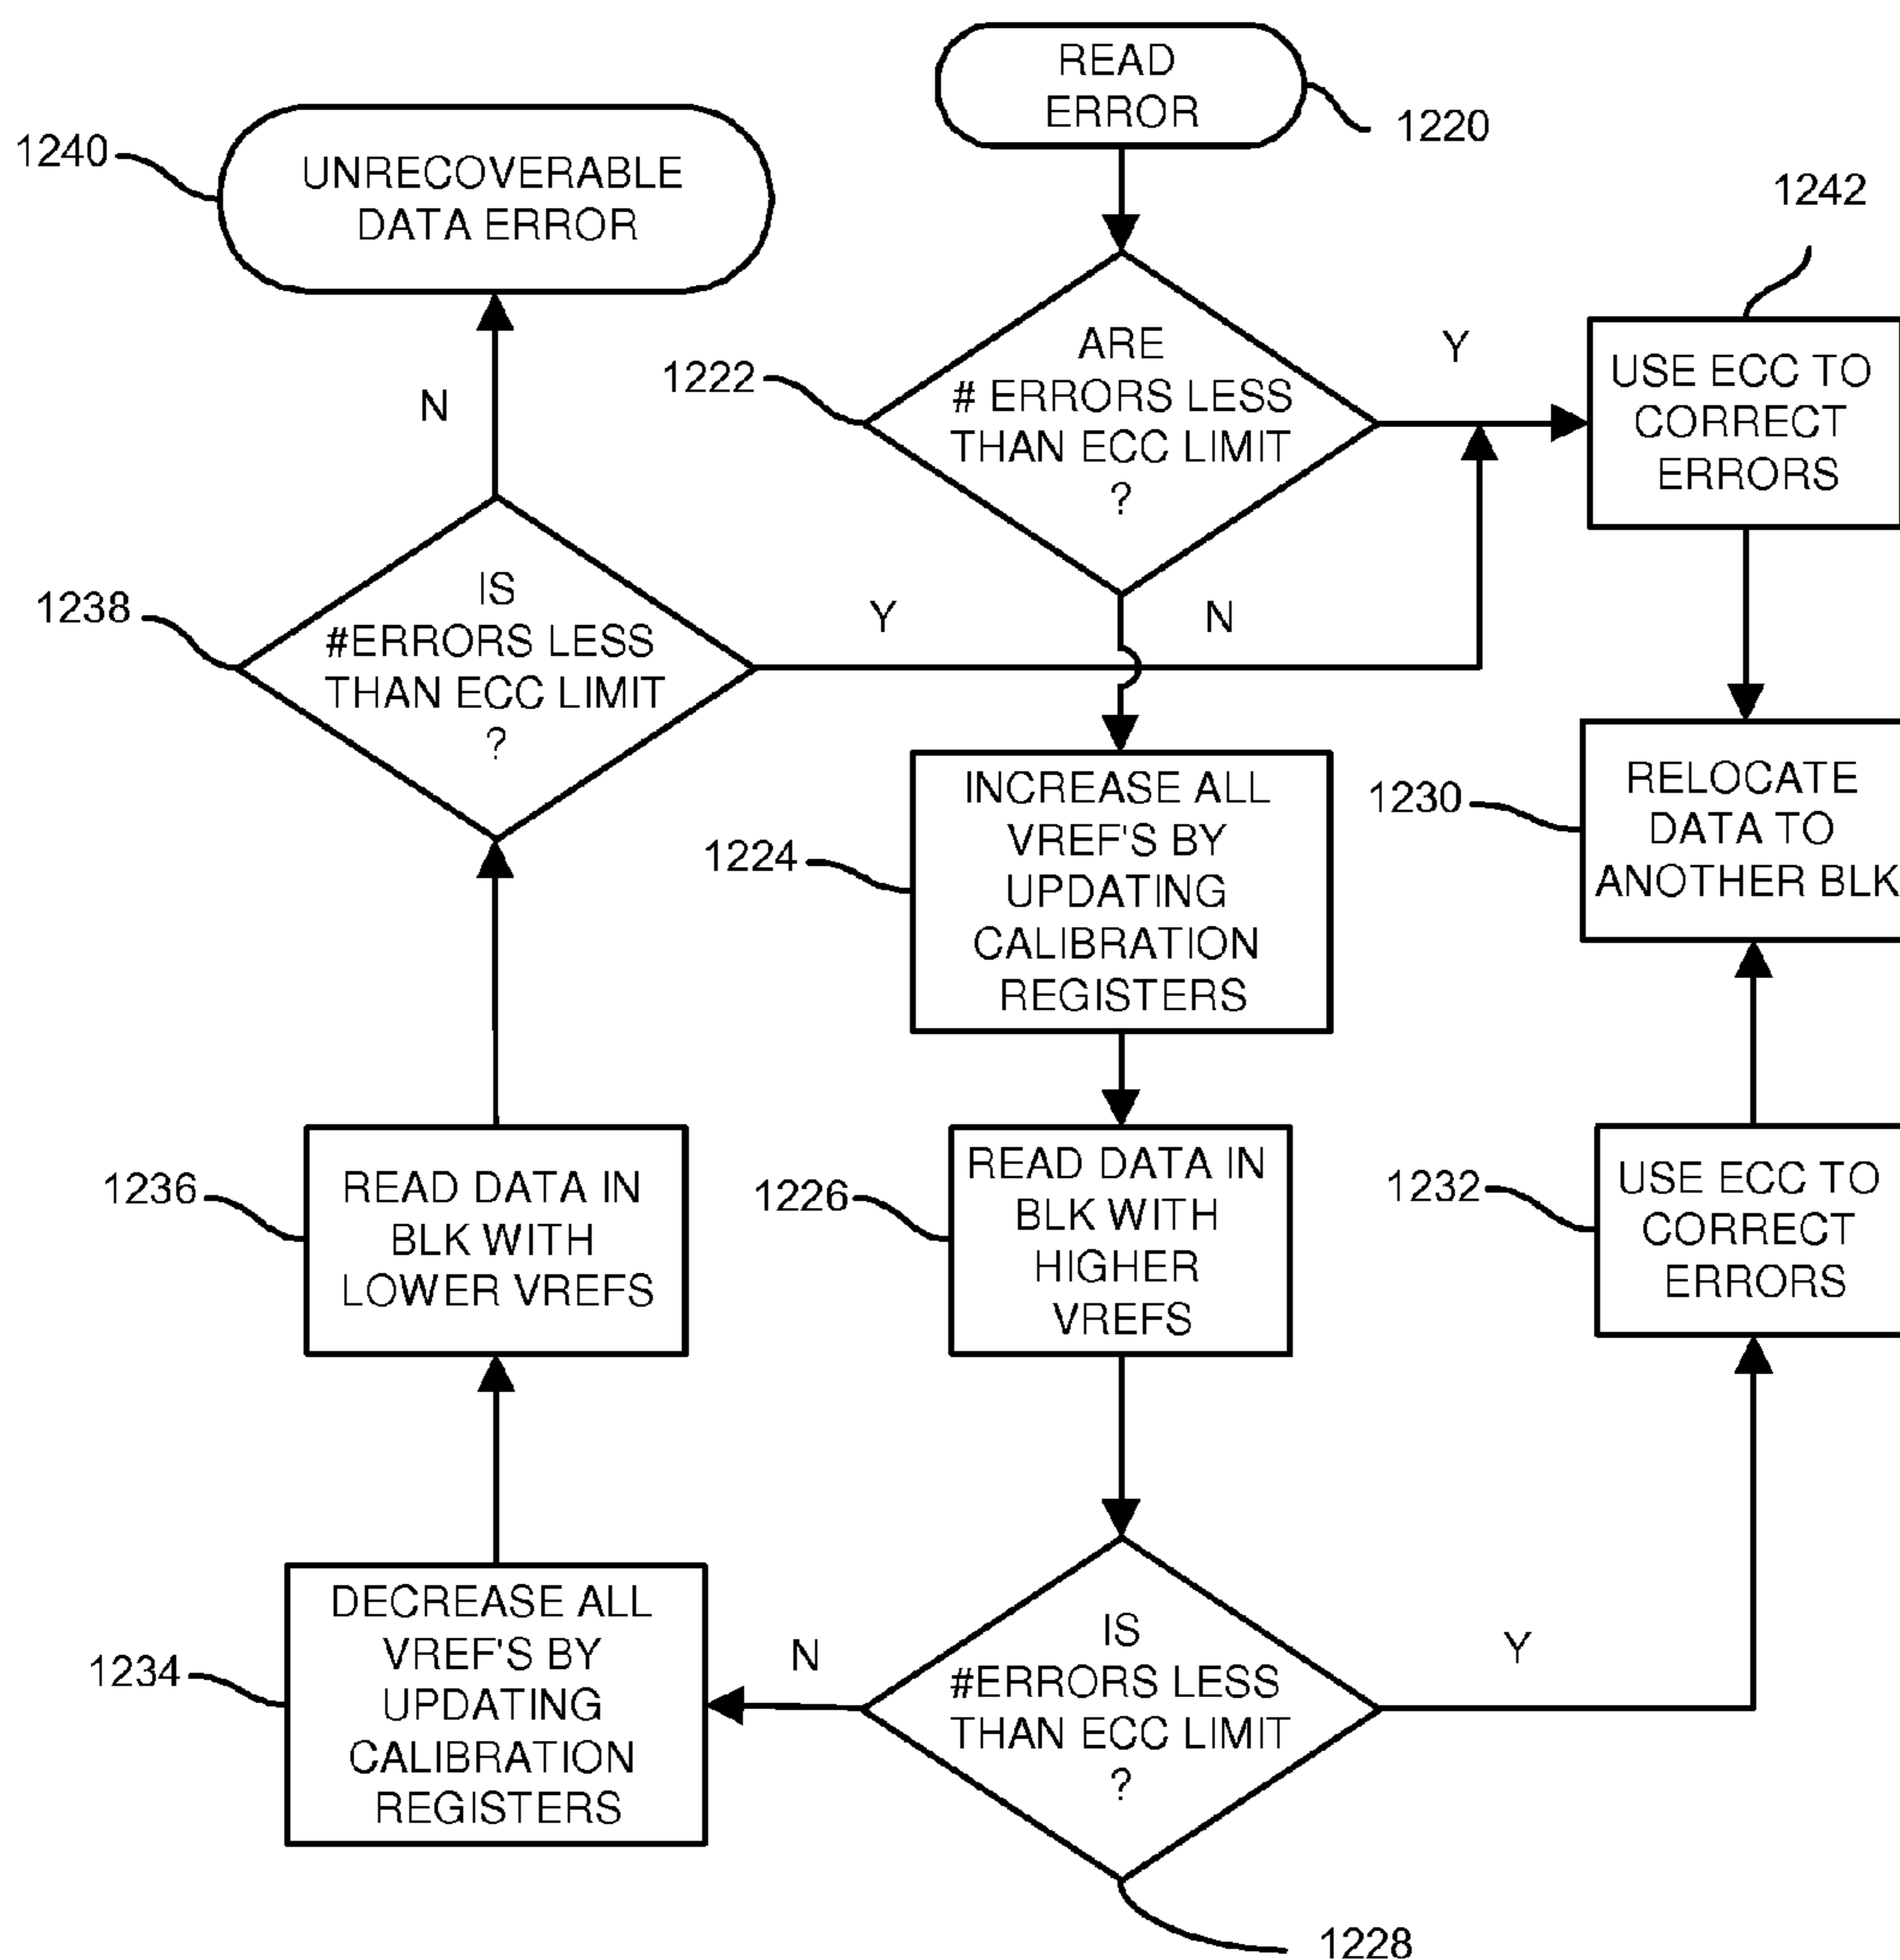 READ
ERROR
1220
1240
UNRECOVERABLE
DATA ERROR
1242
N
1222
ARE
# ERRORS LESS
THAN ECC LIMIT
?
Y
USE ECC TO
CORRECT
ERRORS
1238
IS
#ERRORS LESS
THAN ECC LIMIT
?
Y
N
1224
INCREASE ALL
VREF'S BY
UPDATING
CALIBRATION
REGISTERS
1230
RELOCATE
DATA TO
ANOTHER BLK
1236
READ DATA IN
BLK WITH
LOWER VREFS
1226
READ DATA IN
BLK WITH
HIGHER
VREFS
1232
USE ECC TO
CORRECT
ERRORS
1234
DECREASE ALL
VREF'S BY
UPDATING
CALIBRATION
REGISTERS
N
IS
#ERRORS LESS
THAN ECC LIMIT
?
Y
1228